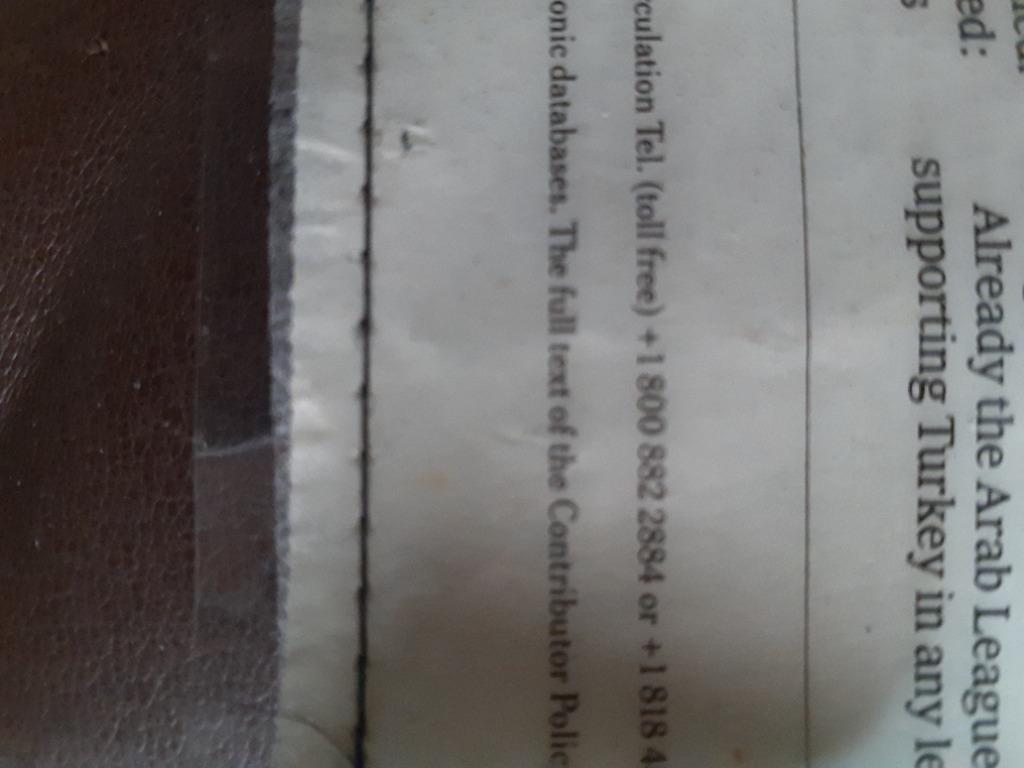 ed:
Already the Arab League
supporting Turkey in any le
culation Tel. (toll free) +1 800 882 2884 or +1 818 4
onic databases. The full text of the Contributor Polic